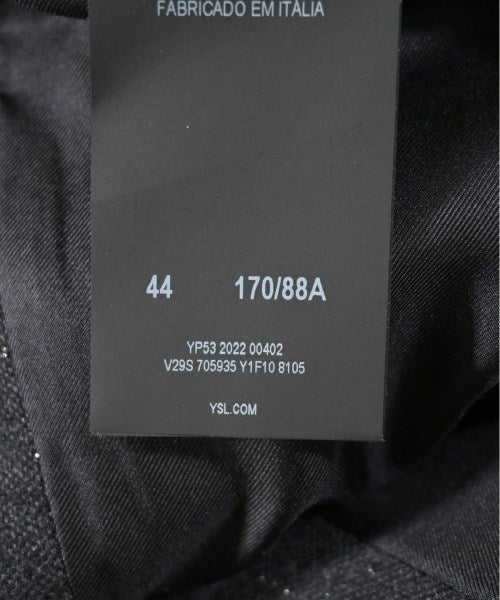 FABRICADO EM ITÁLIA
44 170/88A
YP53 2022 00402
V29S 705935 Y1F10 8105
YSL.COM